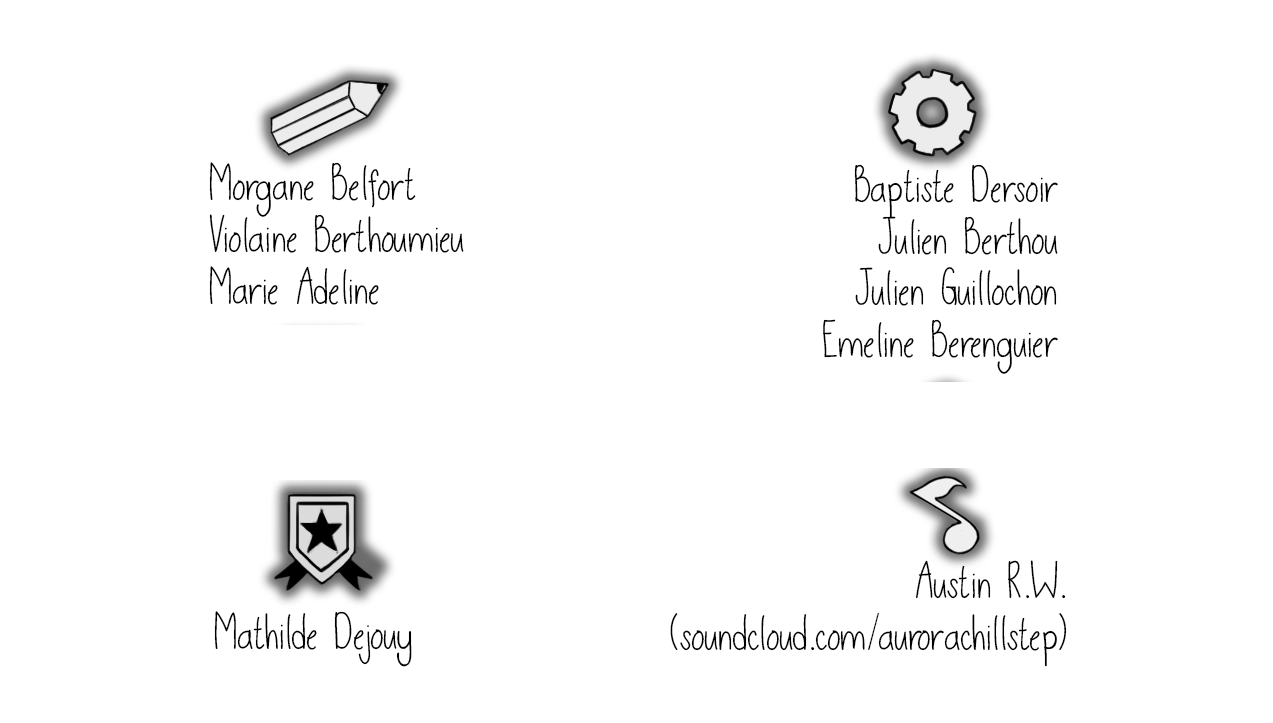 Morgane Belfort
Violaine Berthoumieu
Marie Adeline
Baptiste Dersoir
Julien Berthou
Julien Guillochon
Emeline Berenguier
Mathilde Dejouy
Austin R.W.
(soundcloud.com/aurorachillstep)